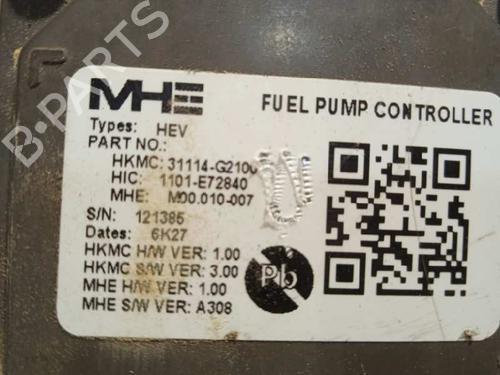 B-PARTS
MHE
FUEL PUMP CONTROLLER
Types: HEV
PART NO.:
HKMC: 31114-G2100
HIC: 1101-E72840
MHE: M00.010-007
S/N: 121385
Dates: 6K27
HKMC H/W VER: 1.00
HKMC S/W VER: 3.00
MHE H/W VER: 1.00
MHE S/W VER: A308
Pb